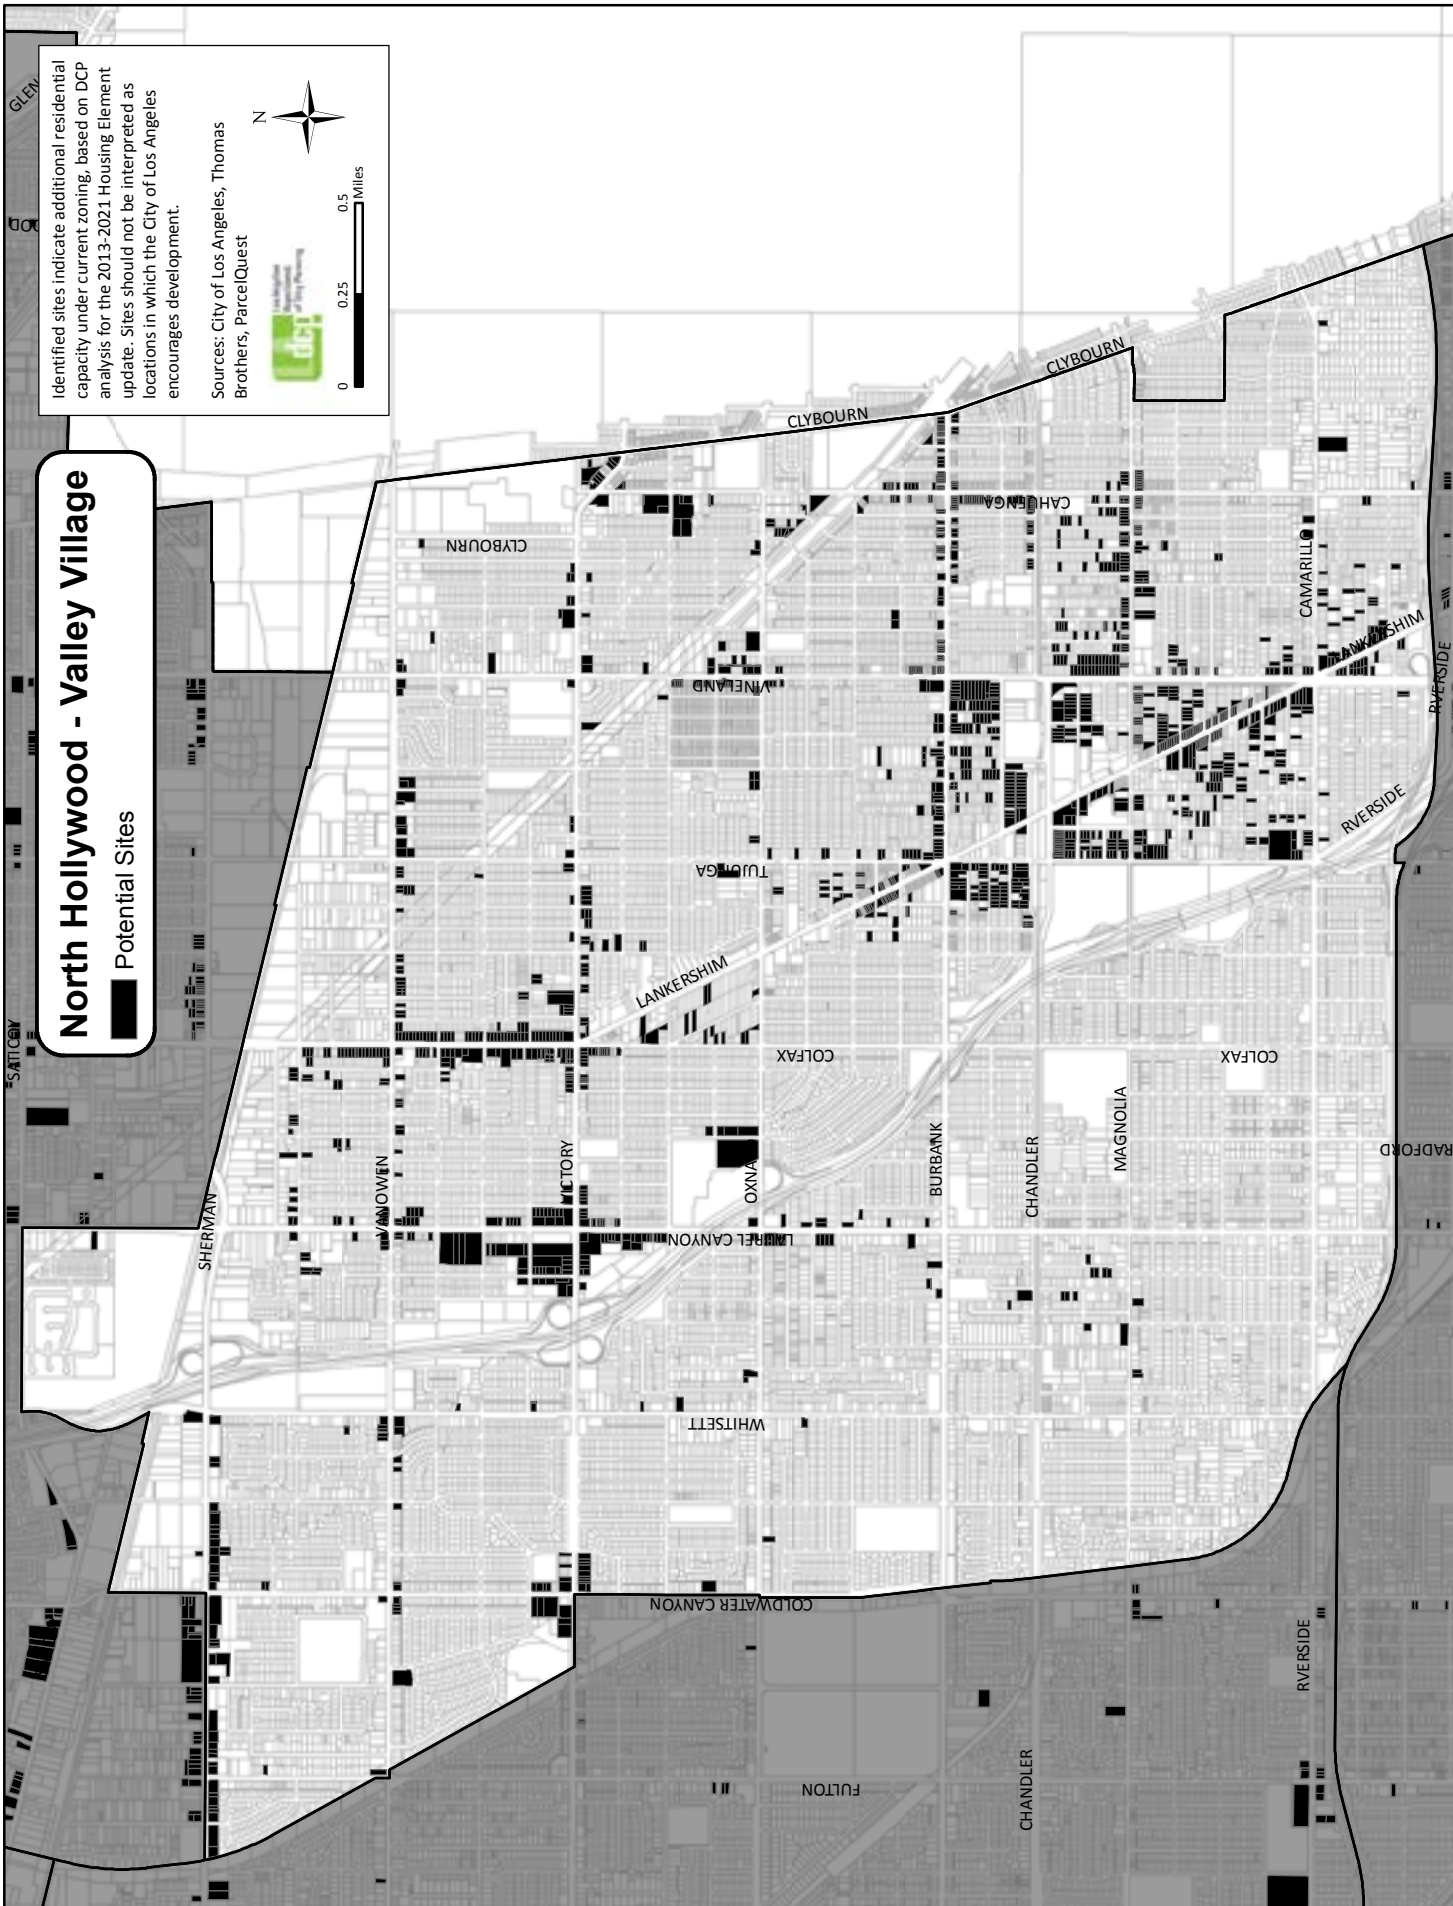 North Hollywood - Valley Village
Potential Sites
Identified sites indicate additional residential
capacity under current zoning, based on DCP
analysis for the 2013-2021 Housing Element
update. Sites should not be interpreted as
locations in which the City of Los Angeles
encourages development.
Sources: City of Los Angeles, Thomas
Brothers, ParcelQuest
N
0 0.25 0.5
Miles
dcp
GLEN
OOD
SATICOY
SHERMAN
VANOWEN
VICTORY
OXNA
BURBANK
CHANDLER
MAGNOLIA
CAMARILLO
RVERSIDE
RVERSIDE
RVERSIDE
CHANDLER
CLYBOURN
CLYBOURN
CLYBOURN
CAHUENGA
VINELAND
TUJUNGA
LANKERSHIM
LANKERSHIM
COLFAX
COLFAX
RADFORD
LAUREL CANYON
WHITSETT
COLDWATER CANYON
FULTON